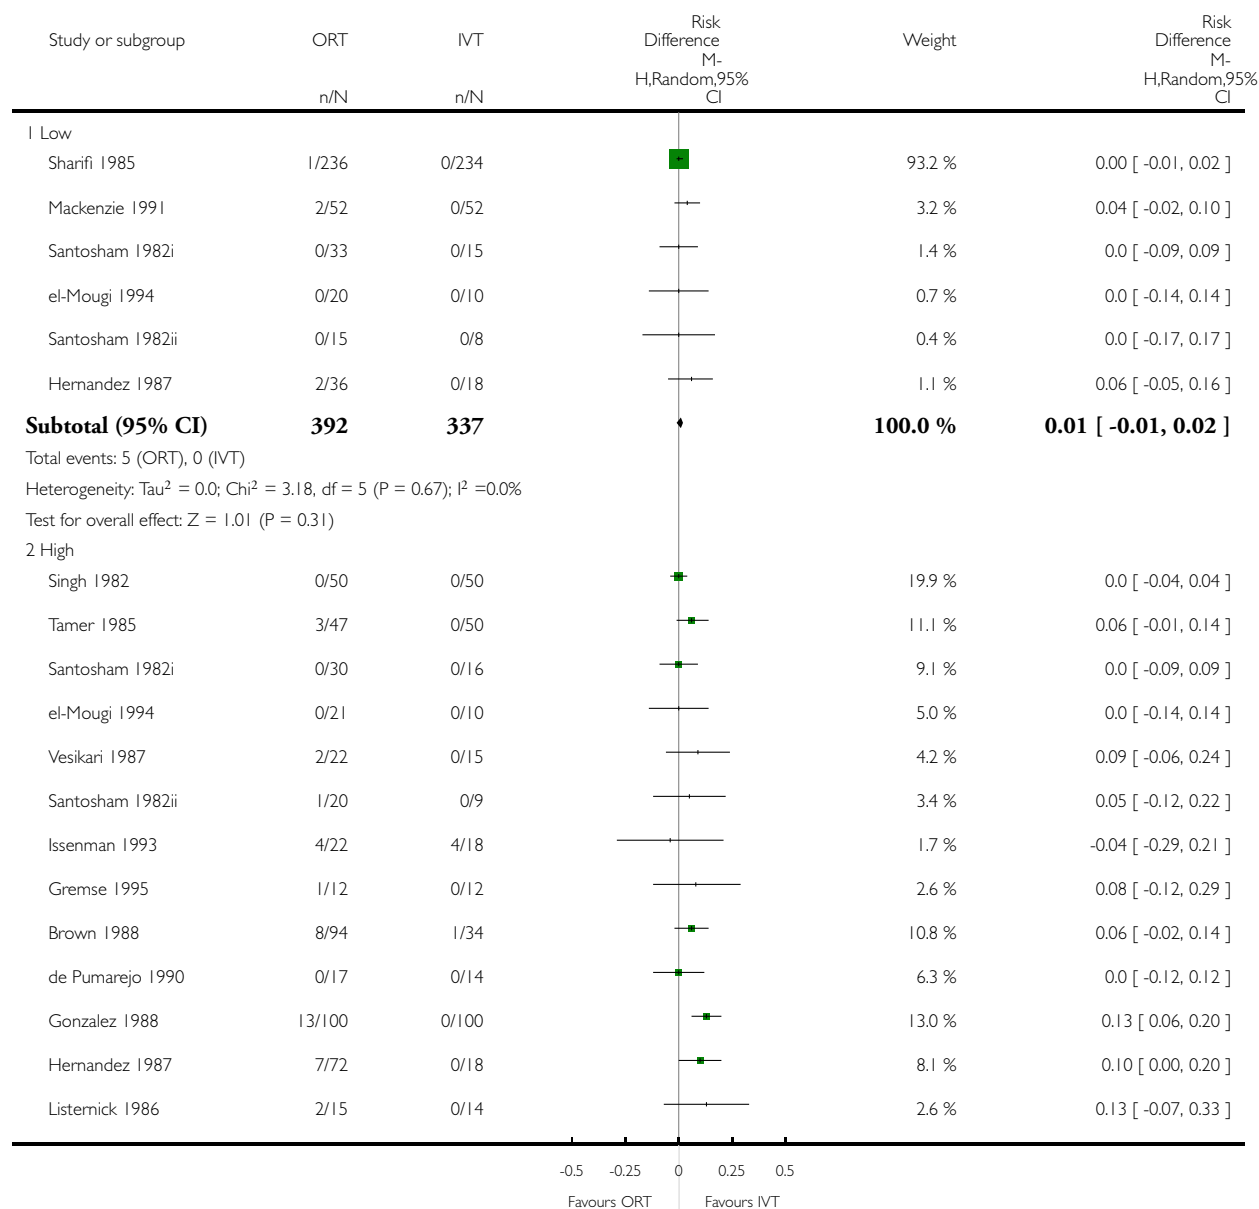 Study or subgroup ORT IVT Risk Difference Weight Risk Difference
M-H,Random,95% CI M-H,Random,95% CI
n/N n/N
1 Low
Sharifi 1985 1/236 0/234 93.2 % 0.00 [ -0.01, 0.02 ]
Mackenzie 1991 2/52 0/52 3.2 % 0.04 [ -0.02, 0.10 ]
Santosham 1982i 0/33 0/15 1.4 % 0.0 [ -0.09, 0.09 ]
el-Mougi 1994 0/20 0/10 0.7 % 0.0 [ -0.14, 0.14 ]
Santosham 1982ii 0/15 0/8 0.4 % 0.0 [ -0.17, 0.17 ]
Hernandez 1987 2/36 0/18 1.1 % 0.06 [ -0.05, 0.16 ]
Subtotal (95% CI) 392 337 100.0 % 0.01 [ -0.01, 0.02 ]
Total events: 5 (ORT), 0 (IVT)
Heterogeneity: Tau² = 0.0; Chi² = 3.18, df = 5 (P = 0.67); I² =0.0%
Test for overall effect: Z = 1.01 (P = 0.31)
2 High
Singh 1982 0/50 0/50 19.9 % 0.0 [ -0.04, 0.04 ]
Tamer 1985 3/47 0/50 11.1 % 0.06 [ -0.01, 0.14 ]
Santosham 1982i 0/30 0/16 9.1 % 0.0 [ -0.09, 0.09 ]
el-Mougi 1994 0/21 0/10 5.0 % 0.0 [ -0.14, 0.14 ]
Vesikari 1987 2/22 0/15 4.2 % 0.09 [ -0.06, 0.24 ]
Santosham 1982ii 1/20 0/9 3.4 % 0.05 [ -0.12, 0.22 ]
Issenman 1993 4/22 4/18 1.7 % -0.04 [ -0.29, 0.21 ]
Gremse 1995 1/12 0/12 2.6 % 0.08 [ -0.12, 0.29 ]
Brown 1988 8/94 1/34 10.8 % 0.06 [ -0.02, 0.14 ]
de Pumarejo 1990 0/17 0/14 6.3 % 0.0 [ -0.12, 0.12 ]
Gonzalez 1988 13/100 0/100 13.0 % 0.13 [ 0.06, 0.20 ]
Hernandez 1987 7/72 0/18 8.1 % 0.10 [ 0.00, 0.20 ]
Listernick 1986 2/15 0/14 2.6 % 0.13 [ -0.07, 0.33 ]
-0.5 -0.25 0 0.25 0.5
Favours ORT Favours IVT